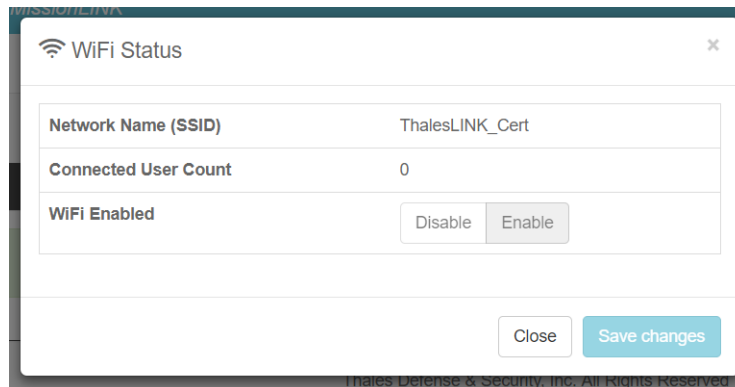 MissionLINK
WiFi Status
×
Network Name (SSID) ThalesLINK_Cert
Connected User Count 0
WiFi Enabled Disable Enable
Close Save changes
Thales Defense & Security, Inc. All Rights Reserved